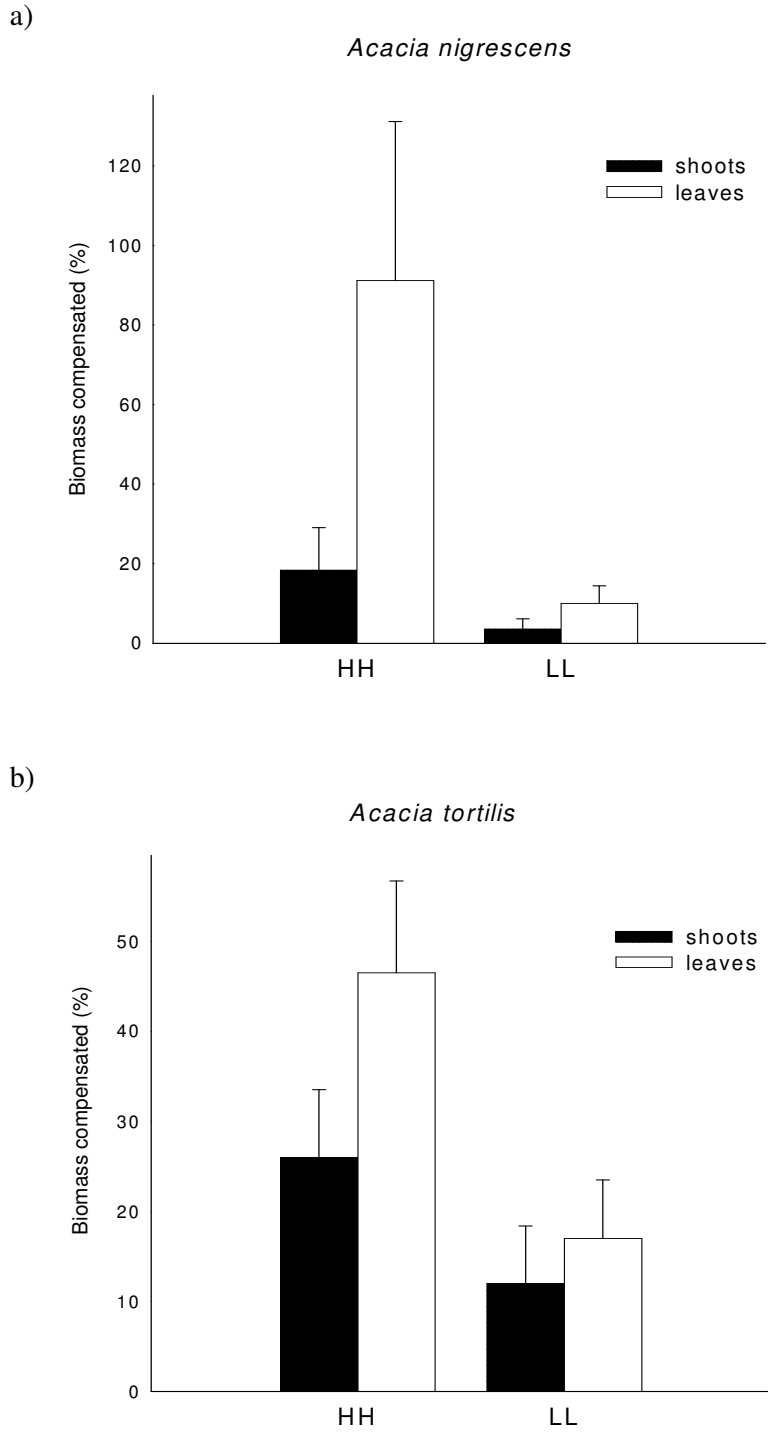 a)
Acacia nigrescens
120
100
80
60
40
20
0
Biomass compensated (%)
shoots
leaves
HH LL
b)
Acacia tortilis
50
40
30
20
10
0
Biomass compensated (%)
shoots
leaves
HH LL